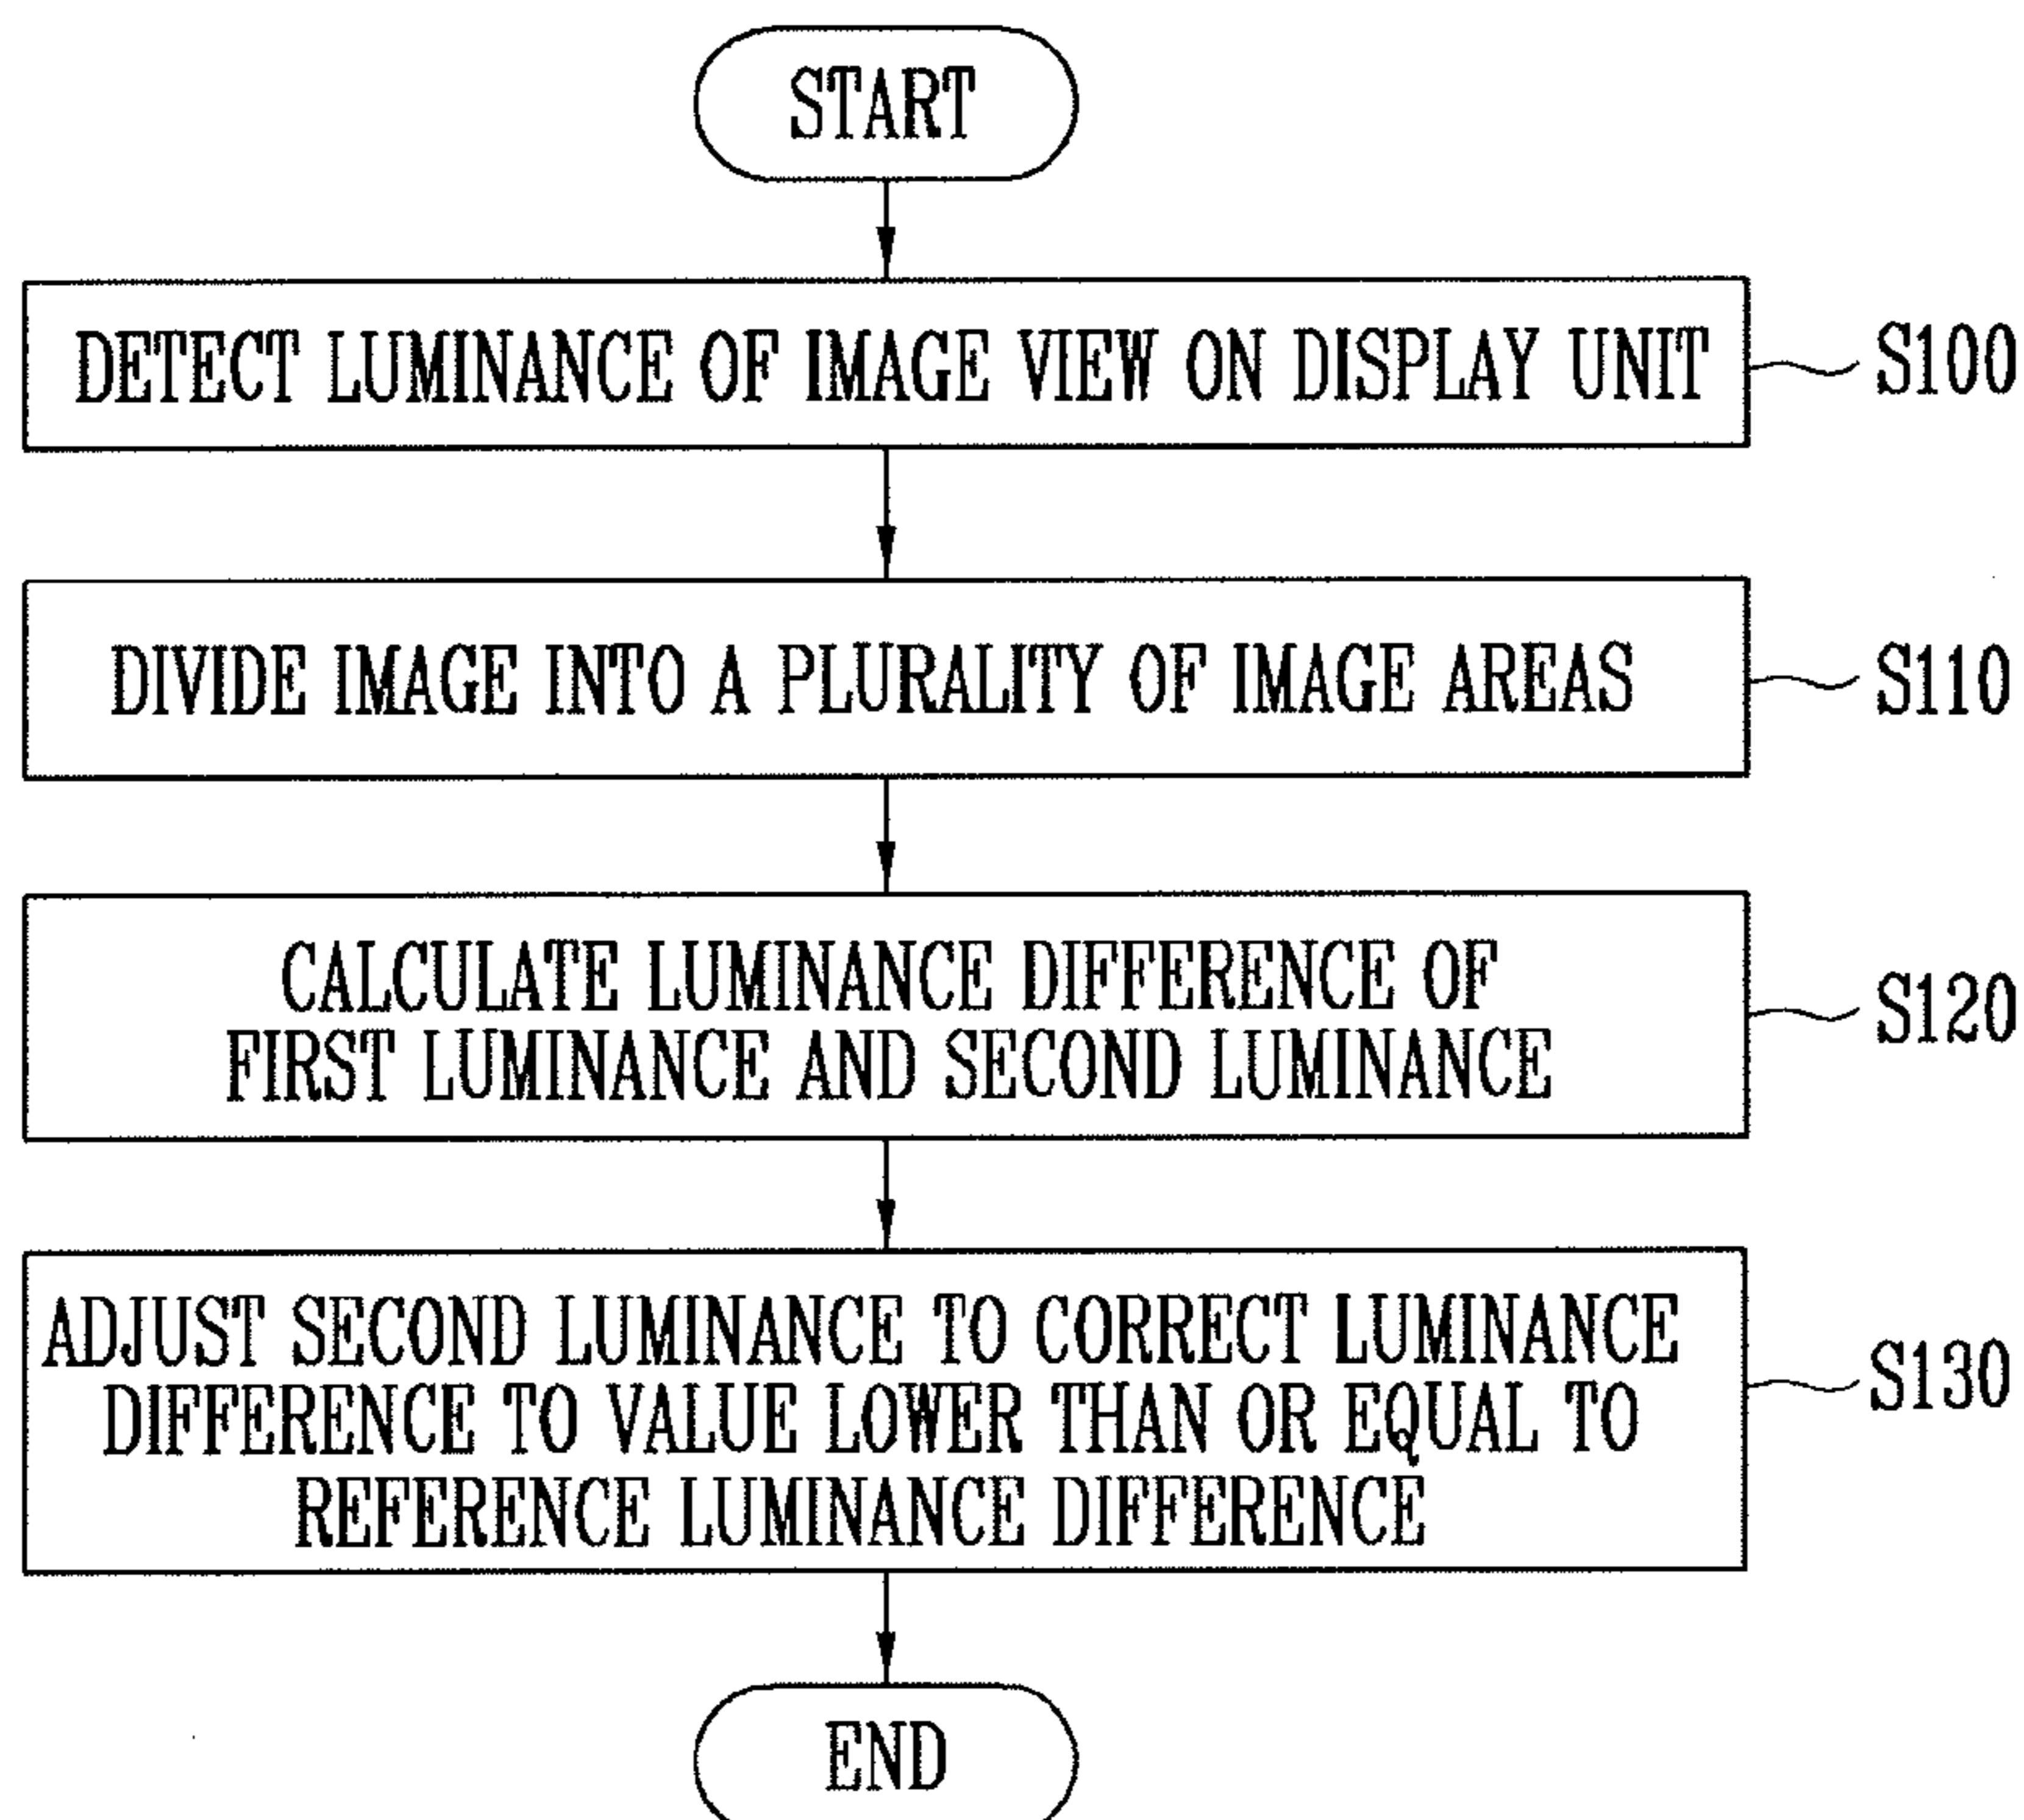 START
DETECT LUMINANCE OF IMAGE VIEW ON DISPLAY UNIT
S100
DIVIDE IMAGE INTO A PLURALITY OF IMAGE AREAS
S110
CALCULATE LUMINANCE DIFFERENCE OF
FIRST LUMINANCE AND SECOND LUMINANCE
S120
ADJUST SECOND LUMINANCE TO CORRECT LUMINANCE
DIFFERENCE TO VALUE LOWER THAN OR EQUAL TO
REFERENCE LUMINANCE DIFFERENCE
S130
END